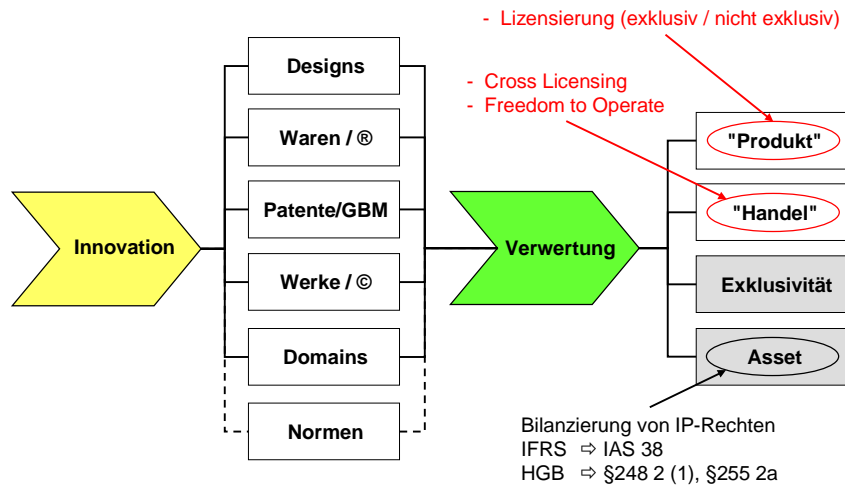 - Lizensierung (exklusiv / nicht exklusiv)
- Cross Licensing
- Freedom to Operate
Innovation
Designs
Waren / ®
Patente/GBM
Werke / ©
Domains
Normen
Verwertung
"Produkt"
"Handel"
Exklusivität
Asset
Bilanzierung von IP-Rechten
IFRS ⇨ IAS 38
HGB ⇨ §248 2 (1), §255 2a